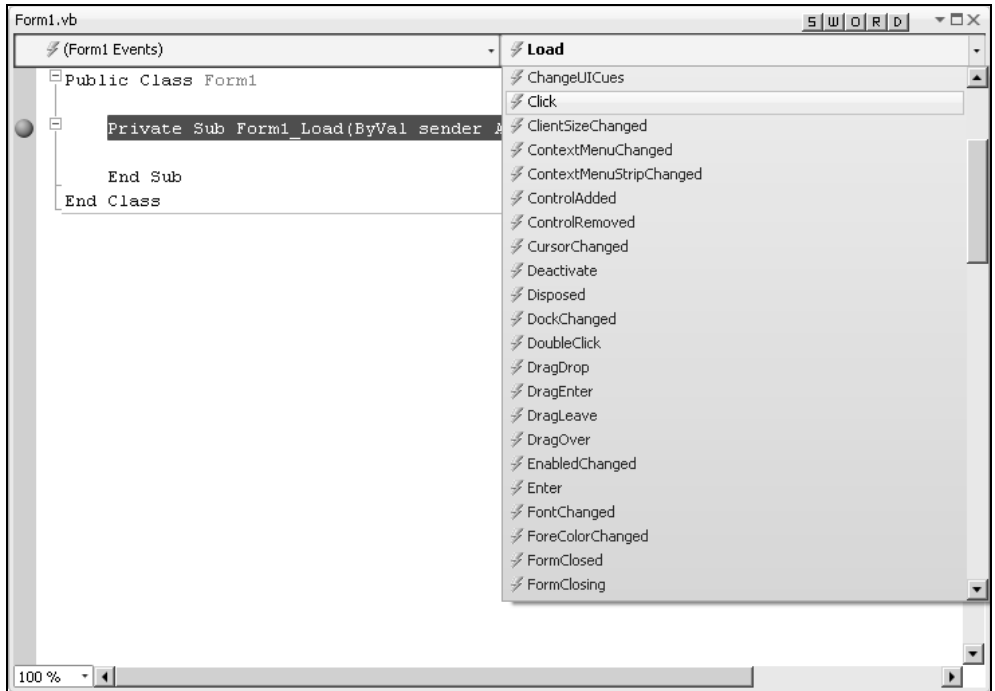 Form1.vb
S W O R D
(Form1 Events)
Load
Public Class Form1
Private Sub Form1_Load(ByVal sender A
End Sub
End Class
ChangeUICues
Click
ClientSizeChanged
ContextMenuChanged
ContextMenuStripChanged
ControlAdded
ControlRemoved
CursorChanged
Deactivate
Disposed
DockChanged
DoubleClick
DragDrop
DragEnter
DragLeave
DragOver
EnabledChanged
Enter
FontChanged
ForeColorChanged
FormClosed
FormClosing
100 %